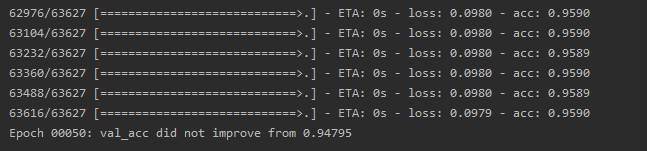 62976/63627 [============================>.] - ETA: 0s - loss: 0.0980 - acc: 0.9590
63104/63627 [============================>.] - ETA: 0s - loss: 0.0980 - acc: 0.9590
63232/63627 [============================>.] - ETA: 0s - loss: 0.0980 - acc: 0.9589
63360/63627 [============================>.] - ETA: 0s - loss: 0.0980 - acc: 0.9590
63488/63627 [============================>.] - ETA: 0s - loss: 0.0980 - acc: 0.9589
63616/63627 [============================>.] - ETA: 0s - loss: 0.0979 - acc: 0.9590
Epoch 00050: val_acc did not improve from 0.94795